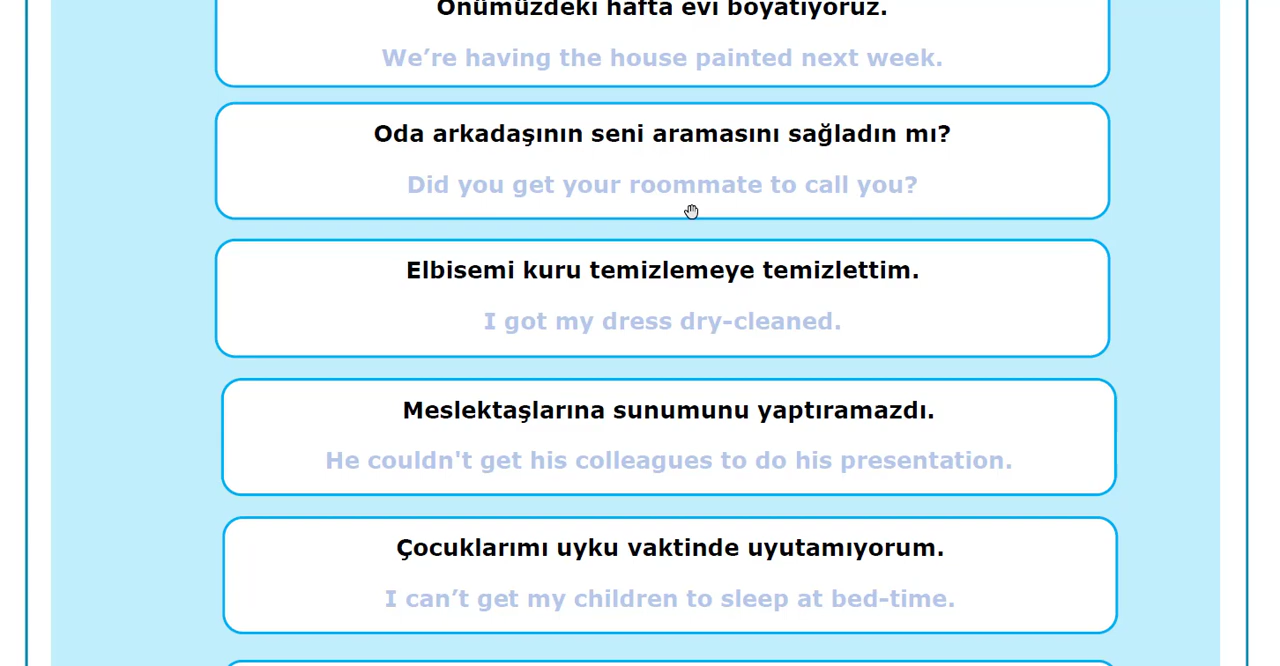 Önümüzdeki hafta evi boyatıyoruz.
We’re having the house painted next week.
Oda arkadaşının seni aramasını sağladın mı?
Did you get your roommate to call you?
Elbisemi kuru temizlemeye temizlettim.
I got my dress dry-cleaned.
Meslektaşlarına sunumunu yaptıramazdı.
He couldn't get his colleagues to do his presentation.
Çocuklarımı uyku vaktinde uyutamıyorum.
I can’t get my children to sleep at bed-time.